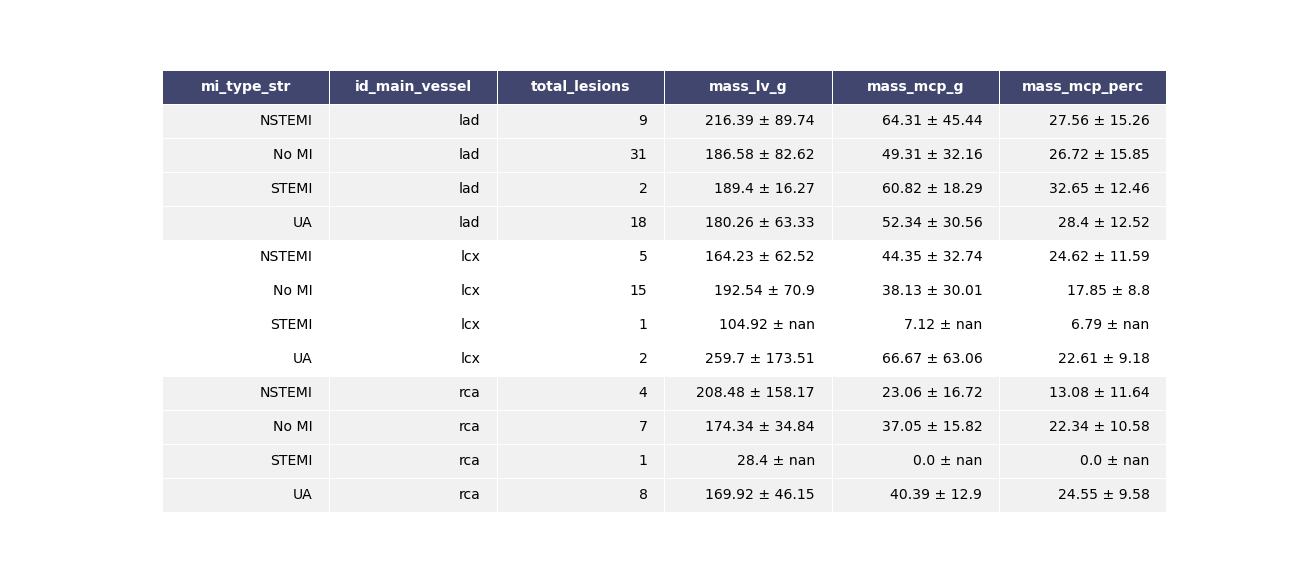 mi_type_str id_main_vessel total_lesions mass_lv_g mass_mcp_g mass_mcp_perc
NSTEMI lad 9 216.39 ± 89.74 64.31 ± 45.44 27.56 ± 15.26
No MI lad 31 186.58 ± 82.62 49.31 ± 32.16 26.72 ± 15.85
STEMI lad 2 189.4 ± 16.27 60.82 ± 18.29 32.65 ± 12.46
UA lad 18 180.26 ± 63.33 52.34 ± 30.56 28.4 ± 12.52
NSTEMI lcx 5 164.23 ± 62.52 44.35 ± 32.74 24.62 ± 11.59
No MI lcx 15 192.54 ± 70.9 38.13 ± 30.01 17.85 ± 8.8
STEMI lcx 1 104.92 ± nan 7.12 ± nan 6.79 ± nan
UA lcx 2 259.7 ± 173.51 66.67 ± 63.06 22.61 ± 9.18
NSTEMI rca 4 208.48 ± 158.17 23.06 ± 16.72 13.08 ± 11.64
No MI rca 7 174.34 ± 34.84 37.05 ± 15.82 22.34 ± 10.58
STEMI rca 1 28.4 ± nan 0.0 ± nan 0.0 ± nan
UA rca 8 169.92 ± 46.15 40.39 ± 12.9 24.55 ± 9.58